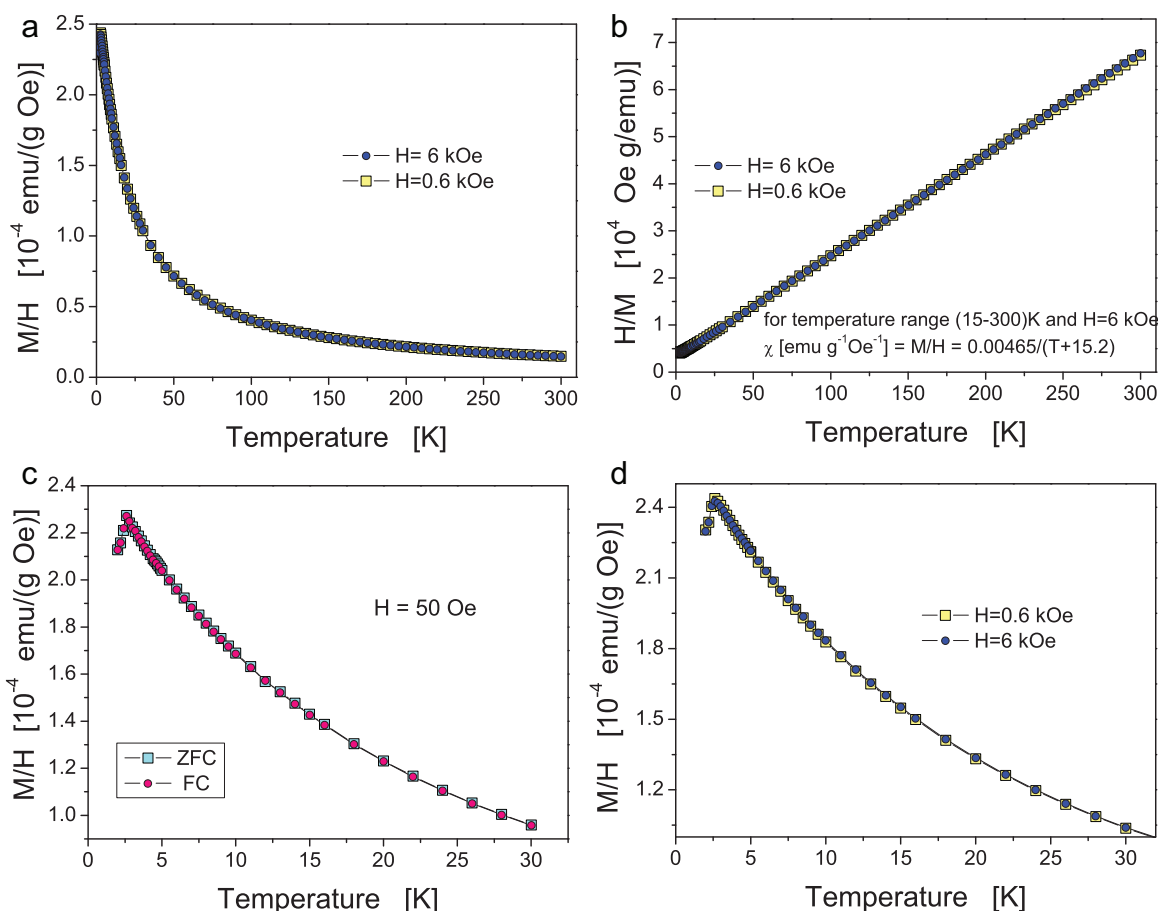 a
2.5
2.0
1.5
1.0
0.5
0.0
M/H [10⁻⁴ emu/(g Oe)]
H= 6 kOe
H=0.6 kOe
0 50 100 150 200 250 300
Temperature [K]
b
7
6
5
4
3
2
1
0
H/M [10⁴ Oe g/emu)]
H= 6 kOe
H=0.6 kOe
for temperature range (15-300)K and H=6 kOe
χ [emu g⁻¹Oe⁻¹] = M/H = 0.00465/(T+15.2)
0 50 100 150 200 250 300
Temperature [K]
c
2.4
2.2
2.0
1.8
1.6
1.4
1.2
1.0
M/H [10⁻⁴ emu/(g Oe)]
H = 50 Oe
ZFC
FC
0 5 10 15 20 25 30
Temperature [K]
d
2.4
2.1
1.8
1.5
1.2
M/H [10⁻⁴ emu/(g Oe)]
H=0.6 kOe
H=6 kOe
0 5 10 15 20 25 30
Temperature [K]